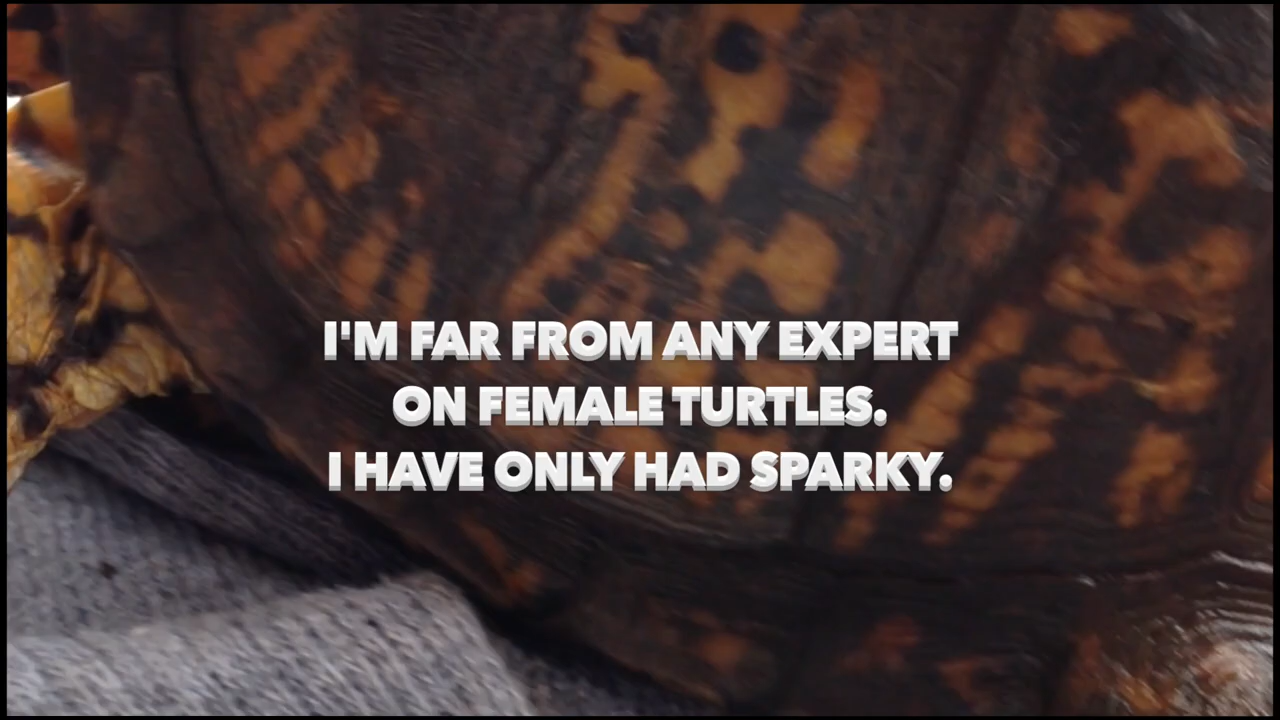 I'M FAR FROM ANY EXPERT
ON FEMALE TURTLES.
I HAVE ONLY HAD SPARKY.